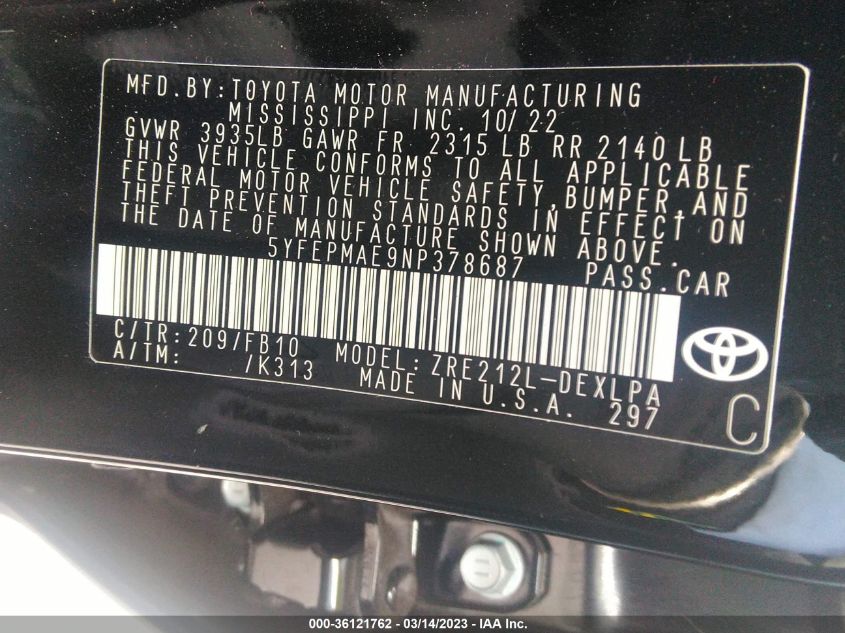 MFD.BY:TOYOTA MOTOR MANUFACTURING
MISSISSIPPI INC. 10/22
GVWR 3935LB GAWR FR 2315 LB RR 2140 LB
THIS VEHICLE CONFORMS TO ALL APPLICABLE
FEDERAL MOTOR VEHICLE SAFETY,BUMPER,AND
THEFT PREVENTION STANDARDS IN EFFECT ON
THE DATE OF MANUFACTURE SHOWN ABOVE.
5YFEPMAE9NP378687 PASS.CAR
C/TR:209/FB10 MODEL:ZRE212L-DEXLPA
A/TM: /K313 MADE IN U.S.A. 297
C
000-36121762 - 03/14/2023 - IAA Inc.